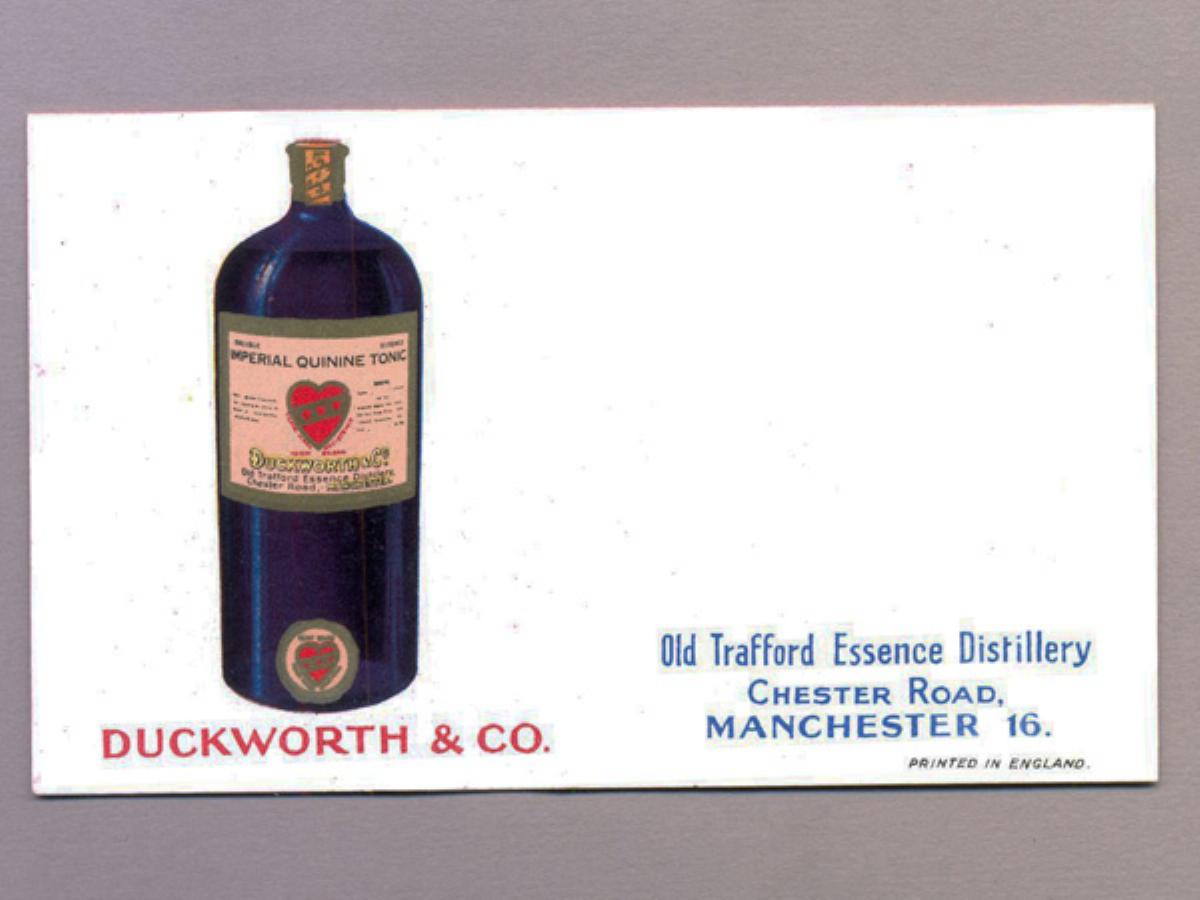 IMPERIAL QUININE TONIC
DUCKWORTH & Co.
Old Trafford Essence Distillery,
Chester Road, MANCHESTER.
DUCKWORTH & CO.
Old Trafford Essence Distillery
CHESTER ROAD,
MANCHESTER 16.
PRINTED IN ENGLAND.